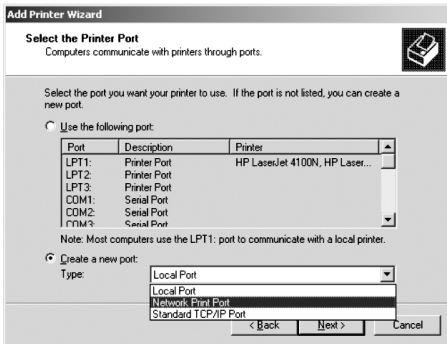 Add Printer Wizard
Select the Printer Port
Computers communicate with printers through ports.
Select the port you want your printer to use. If the port is not listed, you can create a
new port.
Use the following port:
Port Description Printer
LPT1: Printer Port HP LaserJet 4100N, HP Laser...
LPT2: Printer Port
LPT3: Printer Port
COM1: Serial Port
COM2: Serial Port
COM3: Serial Port
Note: Most computers use the LPT1: port to communicate with a local printer.
Create a new port:
Type: Local Port
Local Port
Network Print Port
Standard TCP/IP Port
< Back Next > Cancel